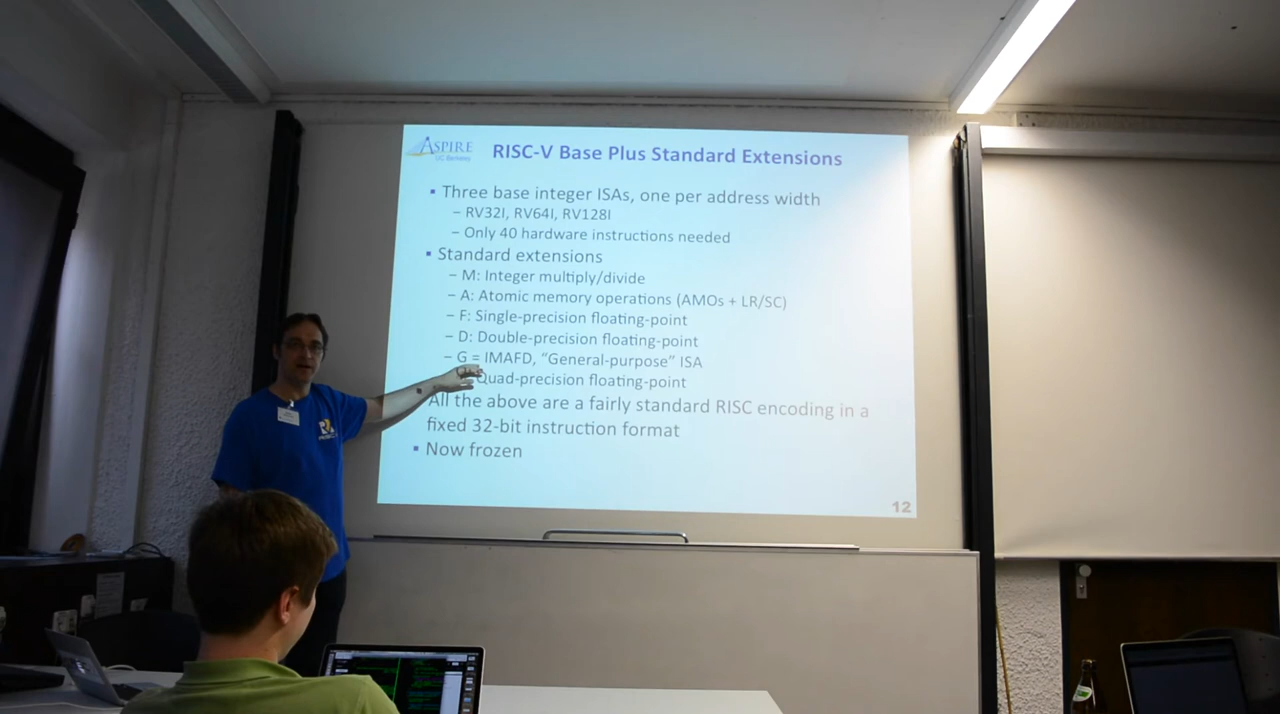 ASPIRE
UC Berkeley
RISC-V Base Plus Standard Extensions
▪ Three base integer ISAs, one per address width
– RV32I, RV64I, RV128I
– Only 40 hardware instructions needed
▪ Standard extensions
– M: Integer multiply/divide
– A: Atomic memory operations (AMOs + LR/SC)
– F: Single-precision floating-point
– D: Double-precision floating-point
– G = IMAFD, “General-purpose” ISA
Quad-precision floating-point
All the above are a fairly standard RISC encoding in a
fixed 32-bit instruction format
▪ Now frozen
12